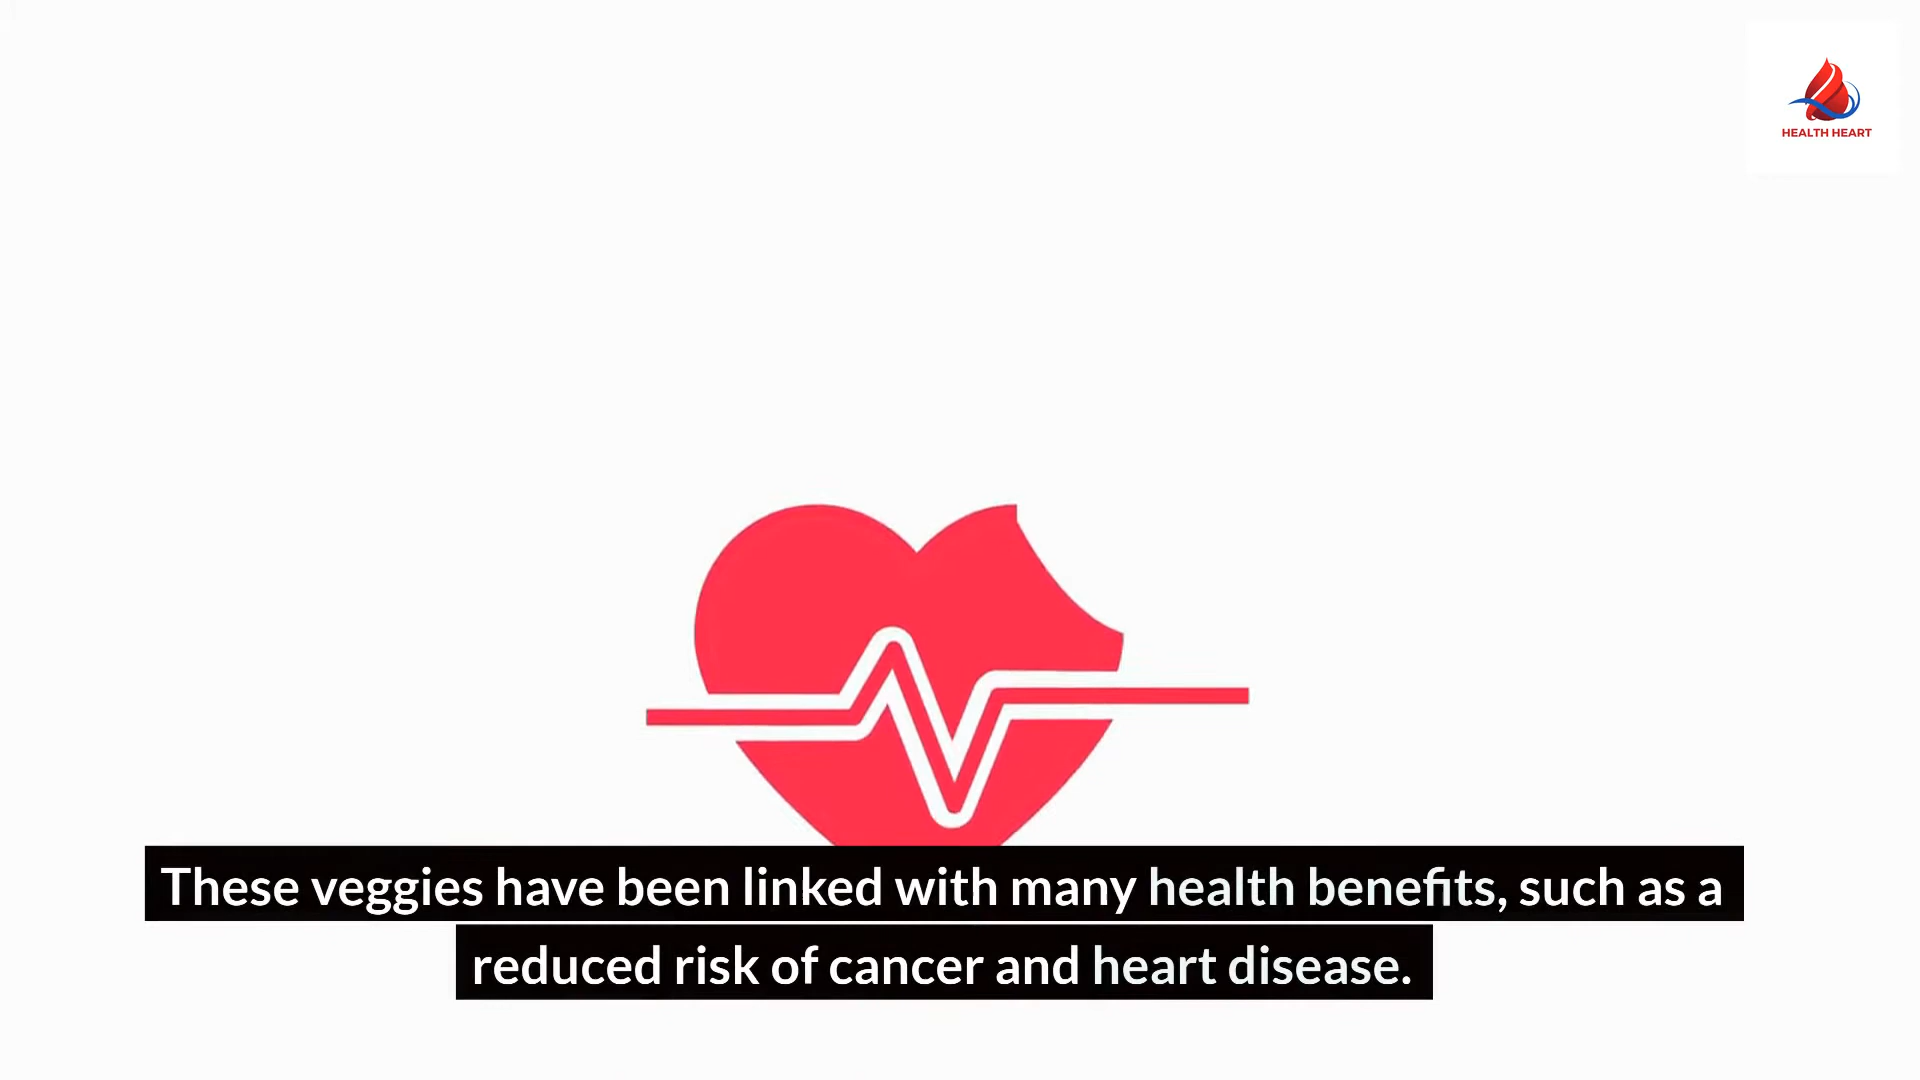 HEALTH HEART
These veggies have been linked with many health benefits, such as a
reduced risk of cancer and heart disease.